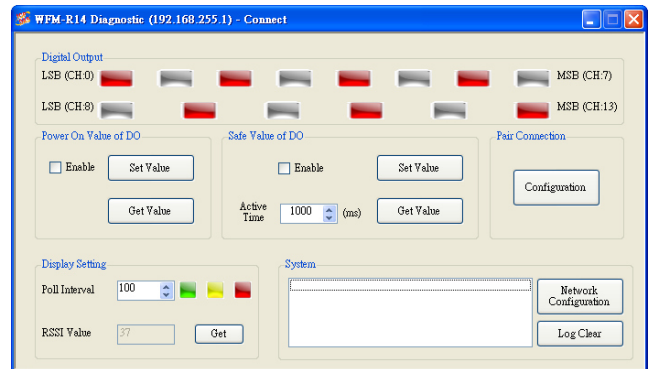 WFM-R14 Diagnostic (192.168.255.1) - Connect
Digital Output
LSB (CH:0) MSB (CH:7)
LSB (CH:8) MSB (CH:13)
Power On Value of DO Safe Value of DO Pair Connection
Enable Set Value Enable Set Value
Configuration
Get Value Active Time 1000 (ms) Get Value
Display Setting System
Poll Interval 100
Network Configuration
RSSI Value 37 Get Log Clear